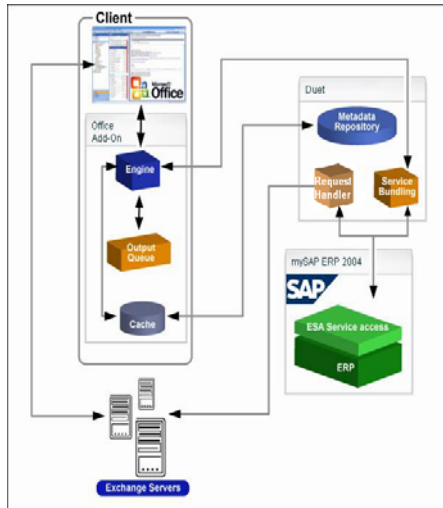 Client
Microsoft
Office
Office
Add-On
Engine
Output
Queue
Cache
Duet
Metadata
Repository
Request
Handler
Service
Bundling
mySAP ERP 2004
SAP
ESA Service access
ERP
Exchange Servers